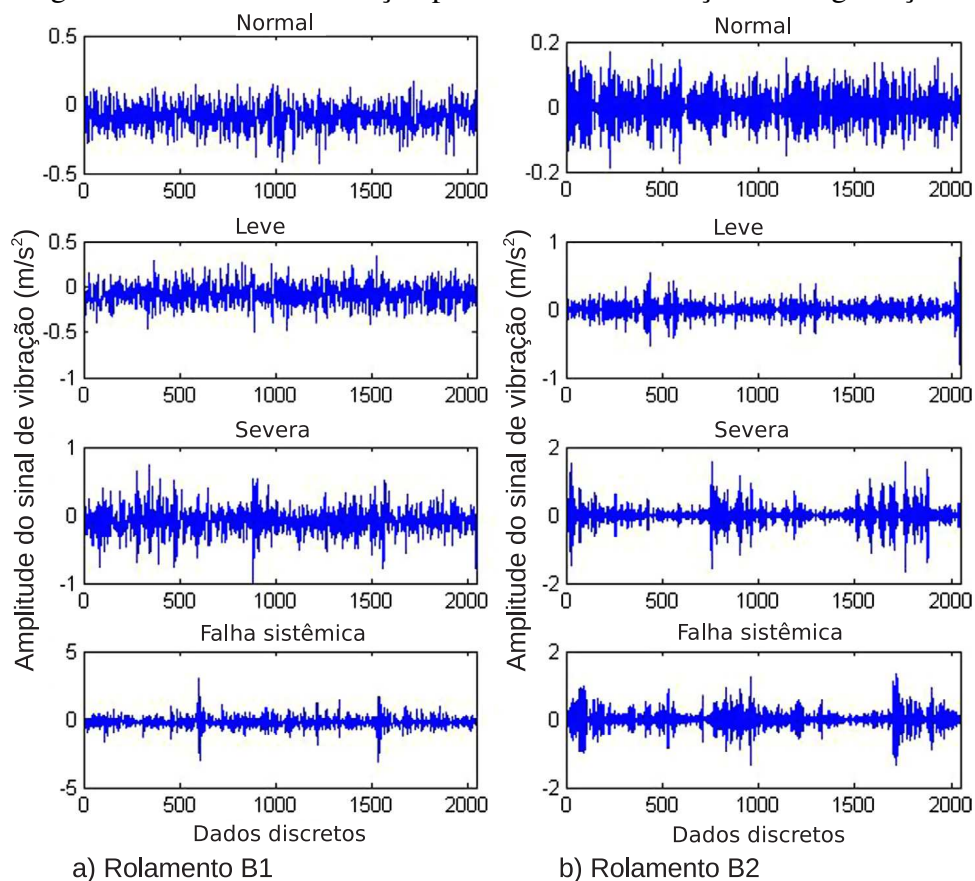 Normal
0.5
0
-0.5
0 500 1000 1500 2000
Leve
0.5
0
-0.5
-1
0 500 1000 1500 2000
Severa
1
0
-1
0 500 1000 1500 2000
Falha sistêmica
5
0
-5
0 500 1000 1500 2000
Dados discretos
Amplitude do sinal de vibração (m/s²)
a) Rolamento B1
Normal
0.2
0
-0.2
0 500 1000 1500 2000
Leve
1
0
-1
0 500 1000 1500 2000
Severa
2
0
-2
0 500 1000 1500 2000
Falha sistêmica
2
0
-2
0 500 1000 1500 2000
Dados discretos
Amplitude do sinal de vibração (m/s²)
b) Rolamento B2